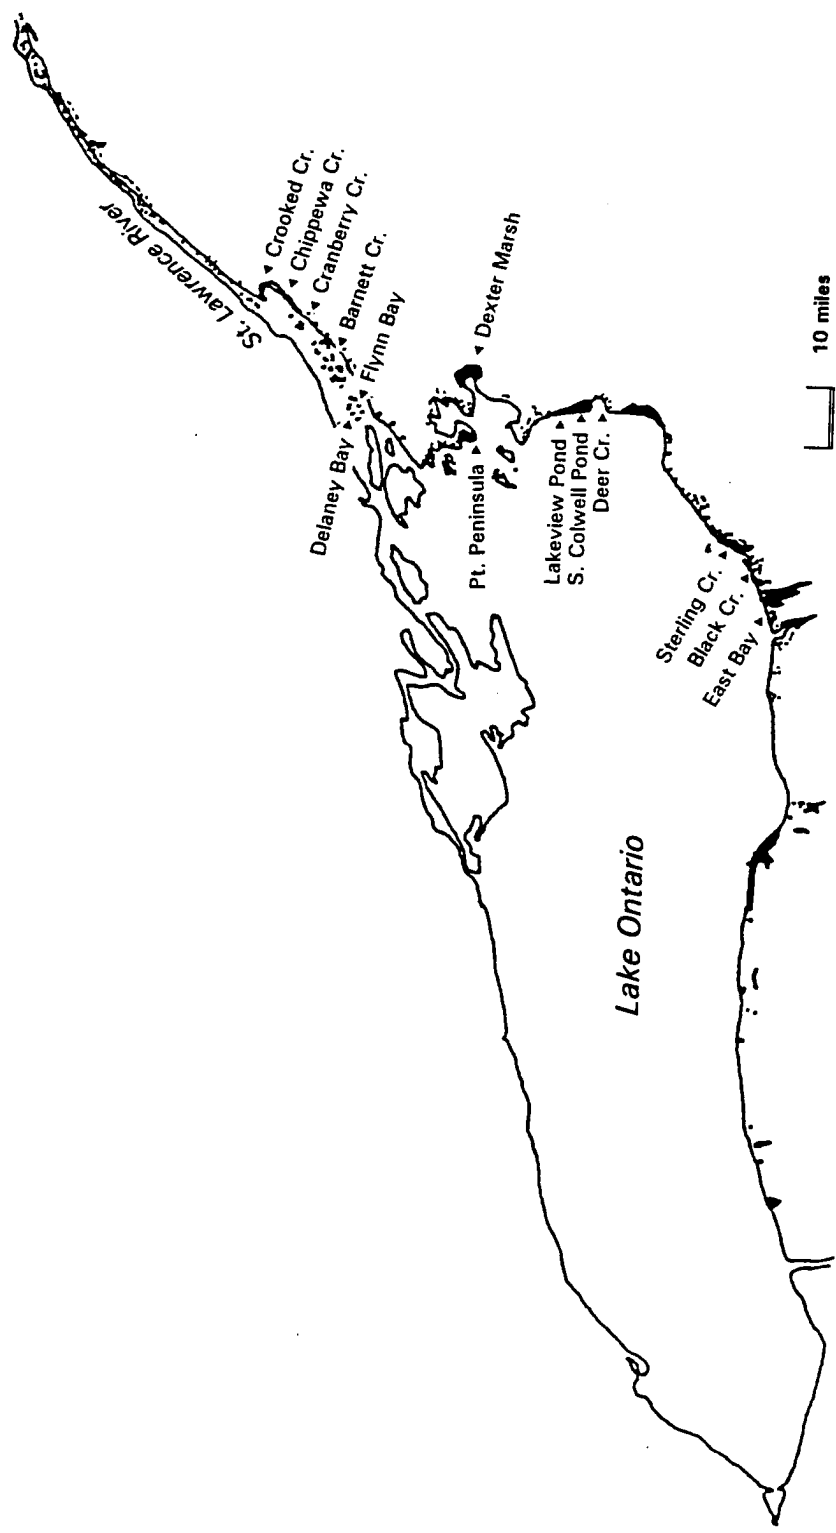 St. Lawrence River
Crooked Cr.
Chippewa Cr.
Cranberry Cr.
Barnett Cr.
Flynn Bay
Delaney Bay
Dexter Marsh
Pt. Peninsula
P.B
Lakeview Pond
S. Colwell Pond
Deer Cr.
Sterling Cr.
Black Cr.
East Bay
Lake Ontario
10 miles